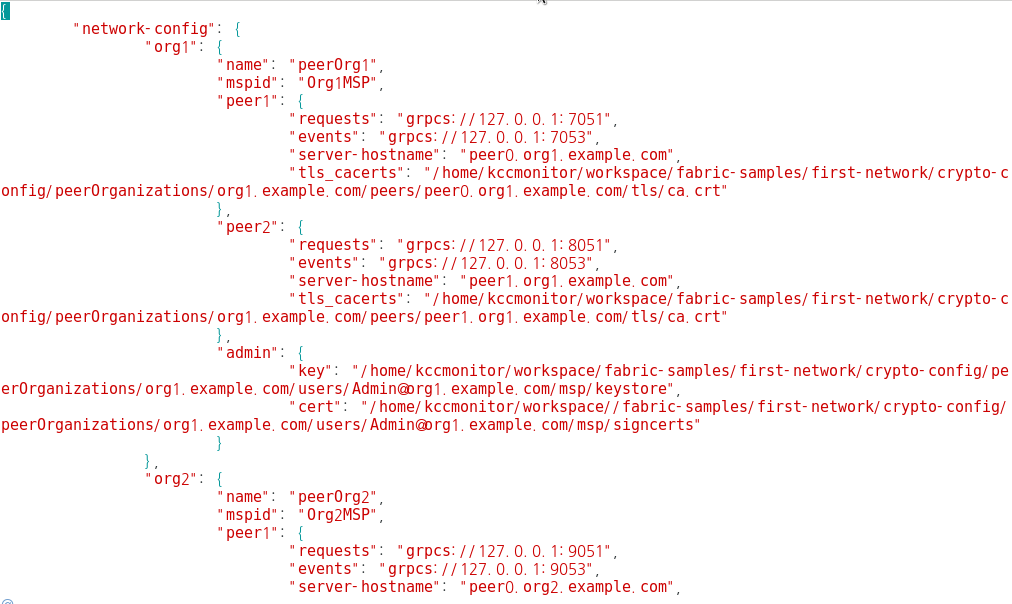 {
"network-config": {
"org1": {
"name": "peerOrg1",
"mspid": "Org1MSP",
"peer1": {
"requests": "grpcs://127.0.0.1:7051",
"events": "grpcs://127.0.0.1:7053",
"server-hostname": "peer0.org1.example.com",
"tls_cacerts": "/home/kccmonitor/workspace/fabric-samples/first-network/crypto-c
onfig/peerOrganizations/org1.example.com/peers/peer0.org1.example.com/tls/ca.crt"
},
"peer2": {
"requests": "grpcs://127.0.0.1:8051",
"events": "grpcs://127.0.0.1:8053",
"server-hostname": "peer1.org1.example.com",
"tls_cacerts": "/home/kccmonitor/workspace/fabric-samples/first-network/crypto-c
onfig/peerOrganizations/org1.example.com/peers/peer1.org1.example.com/tls/ca.crt"
},
"admin": {
"key": "/home/kccmonitor/workspace/fabric-samples/first-network/crypto-config/pe
erOrganizations/org1.example.com/users/Admin@org1.example.com/msp/keystore",
"cert": "/home/kccmonitor/workspace//fabric-samples/first-network/crypto-config/
peerOrganizations/org1.example.com/users/Admin@org1.example.com/msp/signcerts"
}
},
"org2": {
"name": "peerOrg2",
"mspid": "Org2MSP",
"peer1": {
"requests": "grpcs://127.0.0.1:9051",
"events": "grpcs://127.0.0.1:9053",
"server-hostname": "peer0.org2.example.com",
@